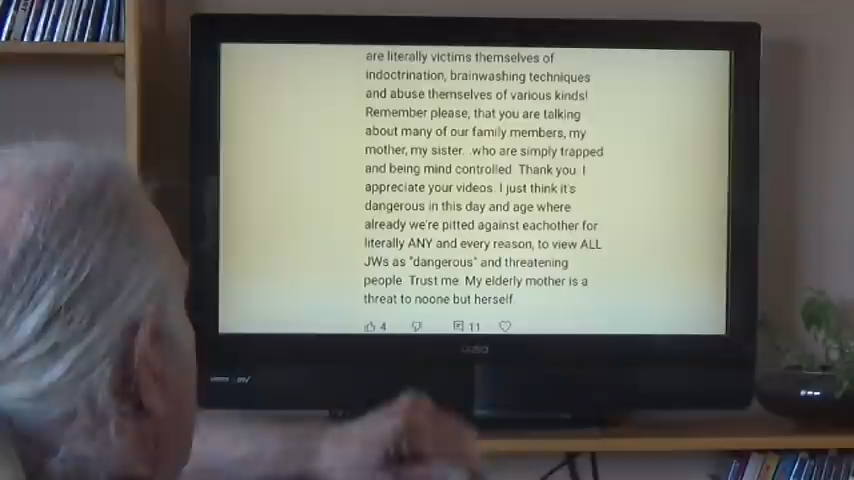 are literally victims themselves of
indoctrination, brainwashing techniques
and abuse themselves of various kinds!
Remember please, that you are talking
about many of our family members, my
mother, my sister...who are simply trapped
and being mind controlled. Thank you. I
appreciate your videos. I just think it's
dangerous in this day and age where
already we're pitted against eachother for
literally ANY and every reason, to view ALL
JWs as "dangerous" and threatening
people. Trust me. My elderly mother is a
threat to noone but herself.
4 11